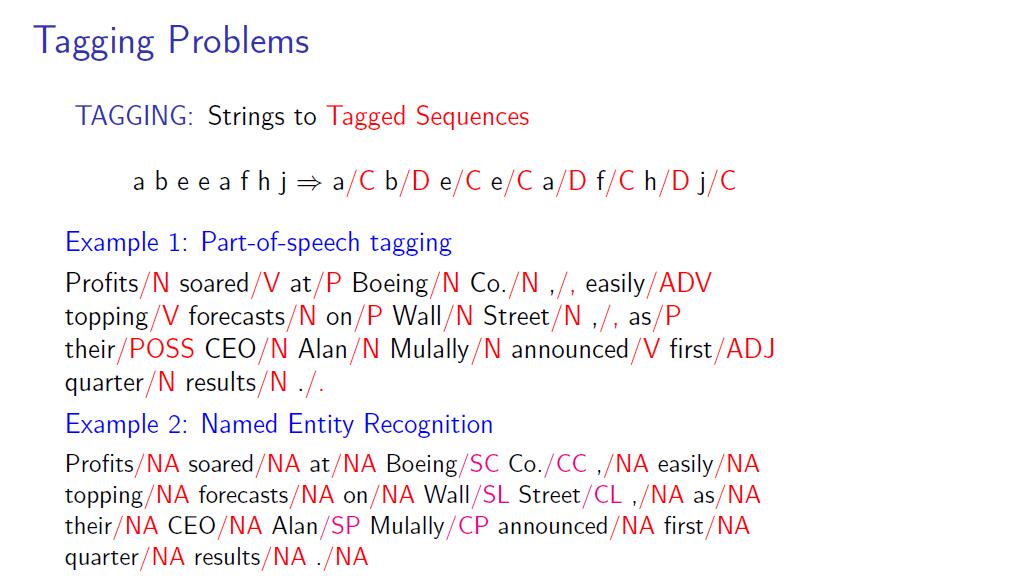 Tagging Problems
TAGGING: Strings to Tagged Sequences
a b e e a f h j ⇒ a/C b/D e/C e/C a/D f/C h/D j/C
Example 1: Part-of-speech tagging
Profits/N soared/V at/P Boeing/N Co./N ,/, easily/ADV
topping/V forecasts/N on/P Wall/N Street/N ,/, as/P
their/POSS CEO/N Alan/N Mulally/N announced/V first/ADJ
quarter/N results/N ./.
Example 2: Named Entity Recognition
Profits/NA soared/NA at/NA Boeing/SC Co./CC ,/NA easily/NA
topping/NA forecasts/NA on/NA Wall/SL Street/CL ,/NA as/NA
their/NA CEO/NA Alan/SP Mulally/CP announced/NA first/NA
quarter/NA results/NA ./NA